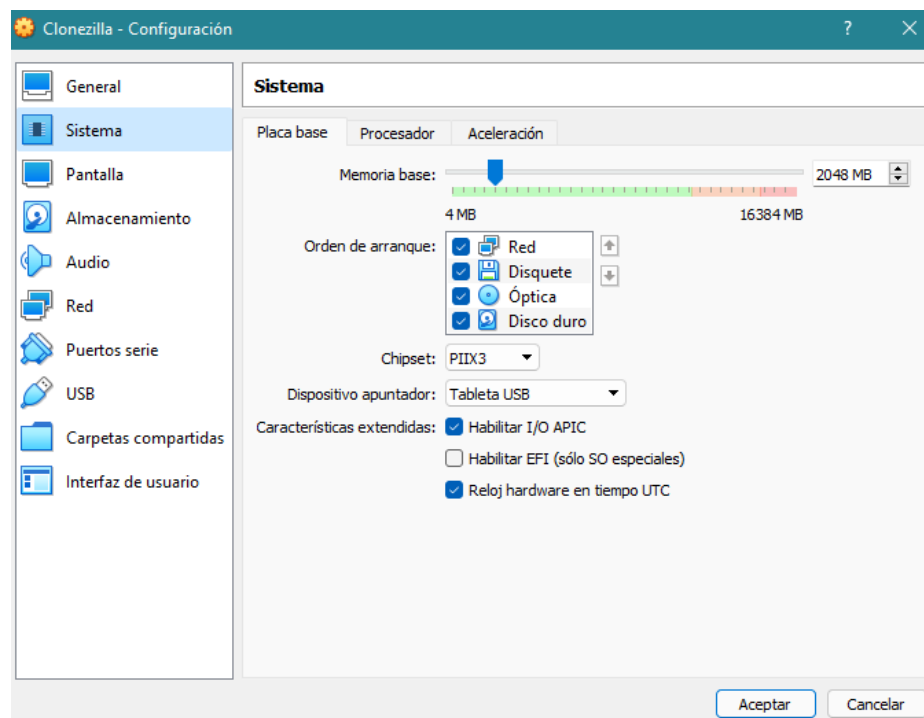 Clonezilla - Configuración
?
General
Sistema
Pantalla
Almacenamiento
Audio
Red
Puertos serie
USB
Carpetas compartidas
Interfaz de usuario
Sistema
Placa base Procesador Aceleración
Memoria base: 2048 MB
4 MB 16384 MB
Orden de arranque: Red
Disquete
Óptica
Disco duro
Chipset: PIIX3
Dispositivo apuntador: Tableta USB
Características extendidas: Habilitar I/O APIC
Habilitar EFI (sólo SO especiales)
Reloj hardware en tiempo UTC
Aceptar Cancelar